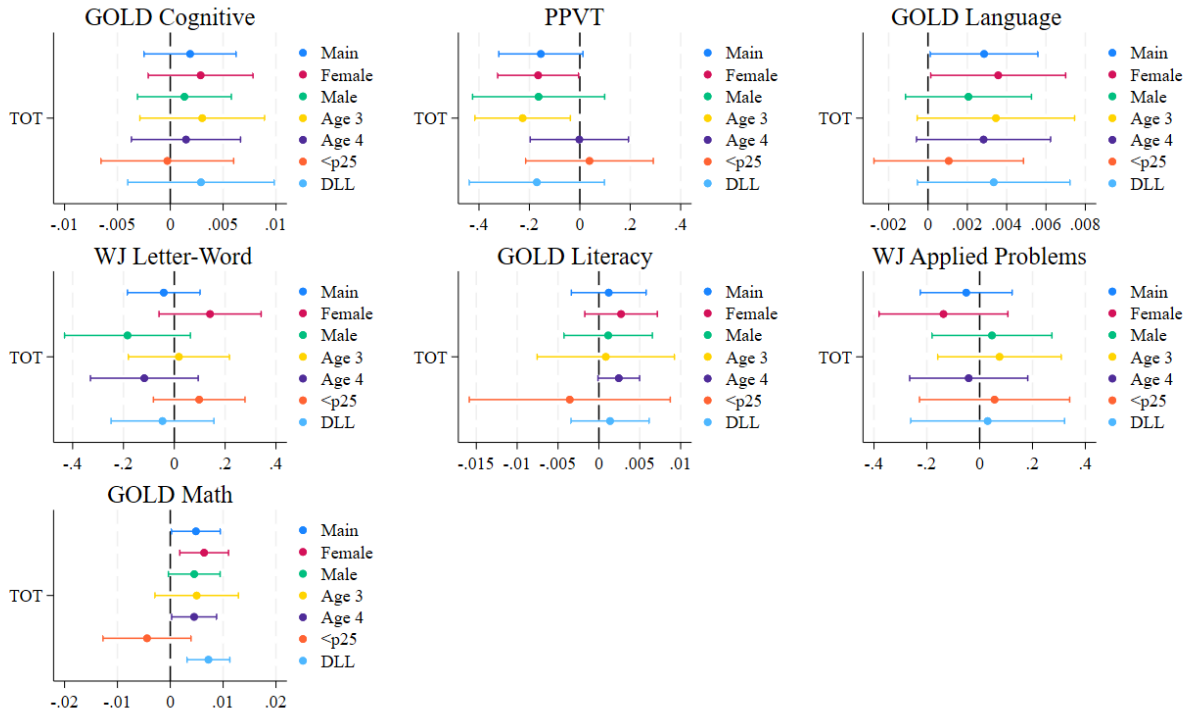 GOLD Cognitive
TOT
Main
Female
Male
Age 3
Age 4
<p25
DLL
-.01 -.005 0 .005 .01
PPVT
TOT
Main
Female
Male
Age 3
Age 4
<p25
DLL
-.4 -.2 0 .2 .4
GOLD Language
TOT
Main
Female
Male
Age 3
Age 4
<p25
DLL
-.002 0 .002 .004 .006 .008
WJ Letter-Word
TOT
Main
Female
Male
Age 3
Age 4
<p25
DLL
-.4 -.2 0 .2 .4
GOLD Literacy
TOT
Main
Female
Male
Age 3
Age 4
<p25
DLL
-.015 -.01 -.005 0 .005 .01
WJ Applied Problems
TOT
Main
Female
Male
Age 3
Age 4
<p25
DLL
-.4 -.2 0 .2 .4
GOLD Math
TOT
Main
Female
Male
Age 3
Age 4
<p25
DLL
-.02 -.01 0 .01 .02